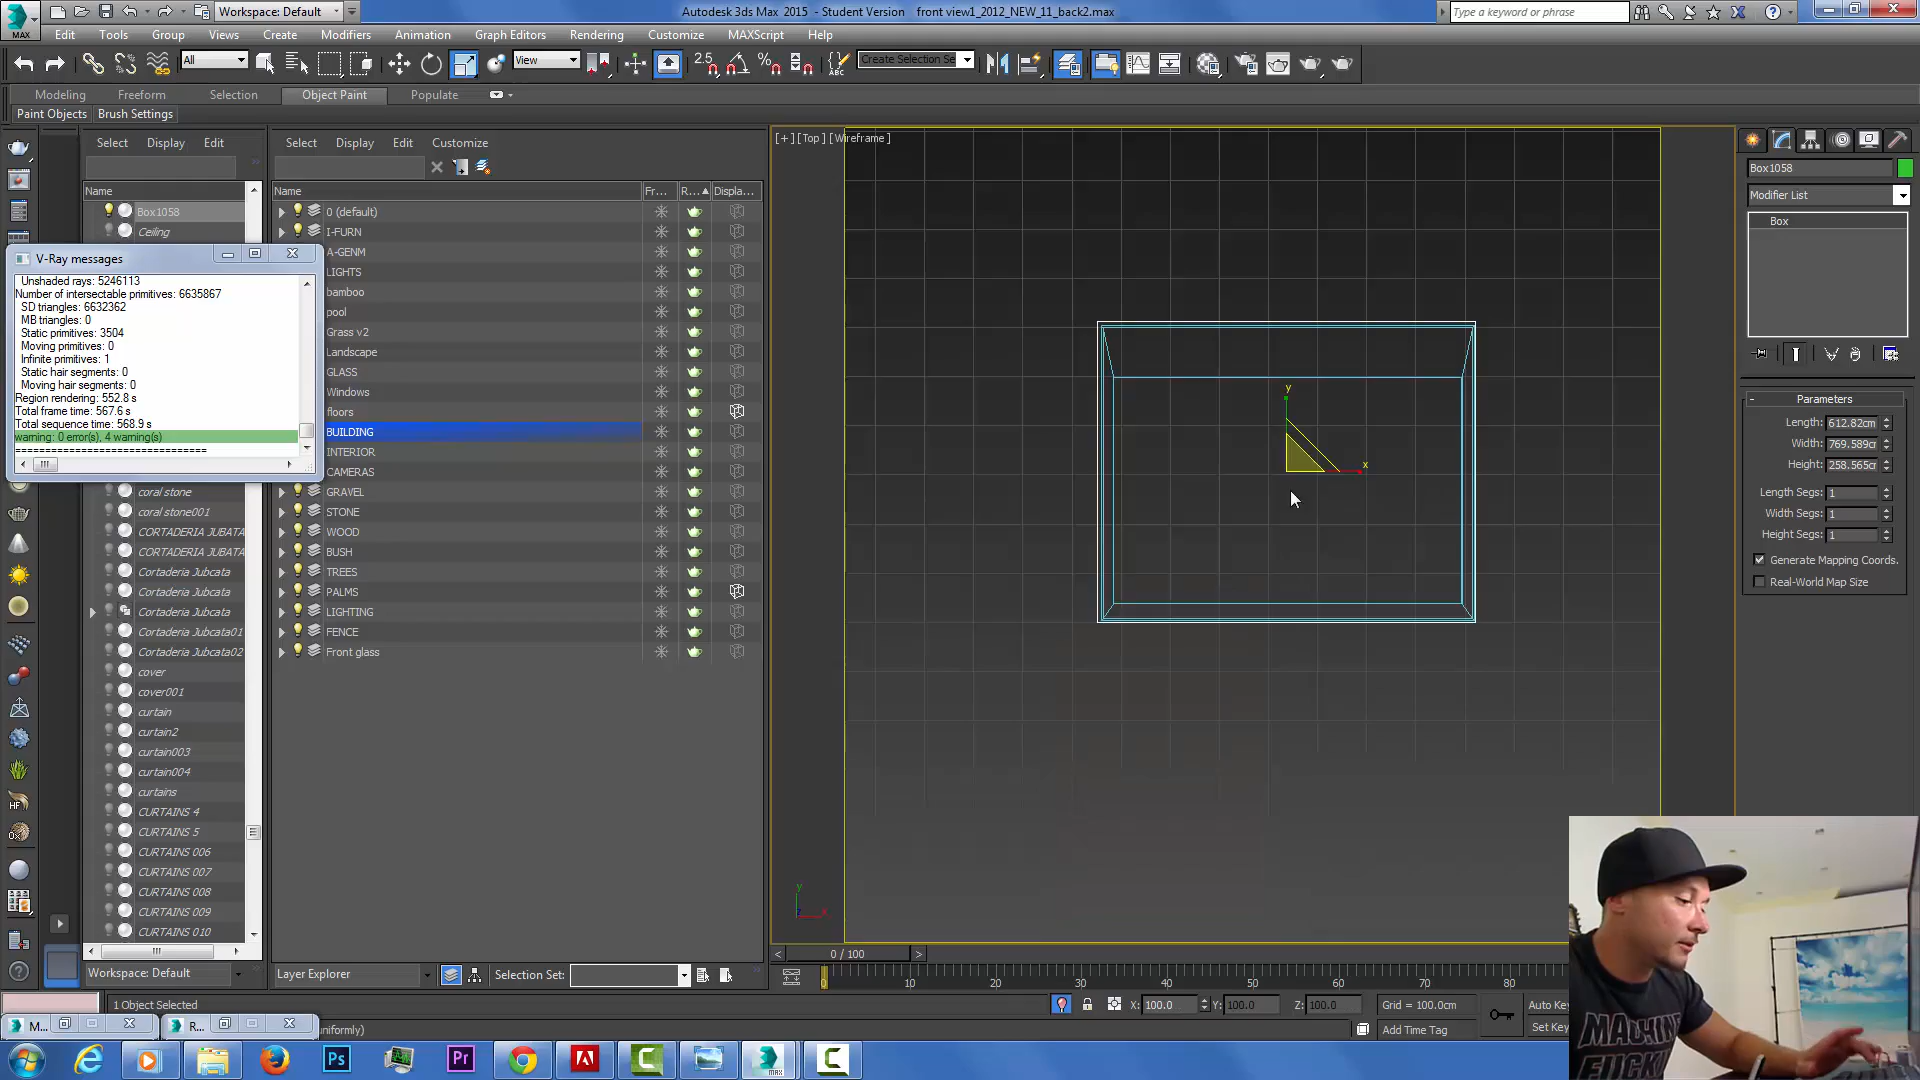 Workspace: Default
Autodesk 3ds Max 2015 - Student Version front view1_2012_NEW_11_back2.max
Type a keyword or phrase
MAX
Edit Tools Group Views Create Modifiers Animation Graph Editors Rendering Customize MAXScript Help
All
View
2.5
Create Selection Se
Modeling Freeform Selection Object Paint Populate
Paint Objects Brush Settings
Select Display Edit
Select Display Edit Customize
[+] [Top] [Wireframe]
Box1058
Modifier List
Box
Name
Name Fr... R... Displa...
Box1058
Ceiling
0 (default)
I-FURN
A-GENM
LIGHTS
bamboo
pool
Grass v2
Landscape
GLASS
Windows
floors
BUILDING
INTERIOR
CAMERAS
GRAVEL
STONE
WOOD
BUSH
TREES
PALMS
LIGHTING
FENCE
Front glass
V-Ray messages
Unshaded rays: 5246113
Number of intersectable primitives: 6635867
SD triangles: 6632362
MB triangles: 0
Static primitives: 3504
Moving primitives: 0
Infinite primitives: 1
Static hair segments: 0
Moving hair segments: 0
Region rendering: 552.8 s
Total frame time: 567.6 s
Total sequence time: 568.9 s
warning: 0 error(s), 4 warning(s)
==============================
coral stone
coral stone001
CORTADERIA JUBATA
CORTADERIA JUBATA
Cortaderia Jubcata
Cortaderia Jubcata
Cortaderia Jubcata
Cortaderia Jubcata01
Cortaderia Jubcata02
cover
cover001
curtain
curtain2
curtain003
curtain004
curtains
CURTAINS 4
CURTAINS 5
CURTAINS 006
CURTAINS 007
CURTAINS 008
CURTAINS 009
CURTAINS 010
y
x
y
x
Parameters
Length: 612.82cm
Width: 769.589cm
Height: 258.565cm
Length Segs: 1
Width Segs: 1
Height Segs: 1
Generate Mapping Coords.
Real-World Map Size
Workspace: Default
Layer Explorer
Selection Set:
0 / 100
0 10 20 30 40 50 60 70 80
1 Object Selected
X: 100.0 Y: 100.0 Z: 100.0
Grid = 100.0cm
Auto Key
Set Key
Add Time Tag
M...
R...
uniformly)
Ps
Pr
MAX
MACHINE